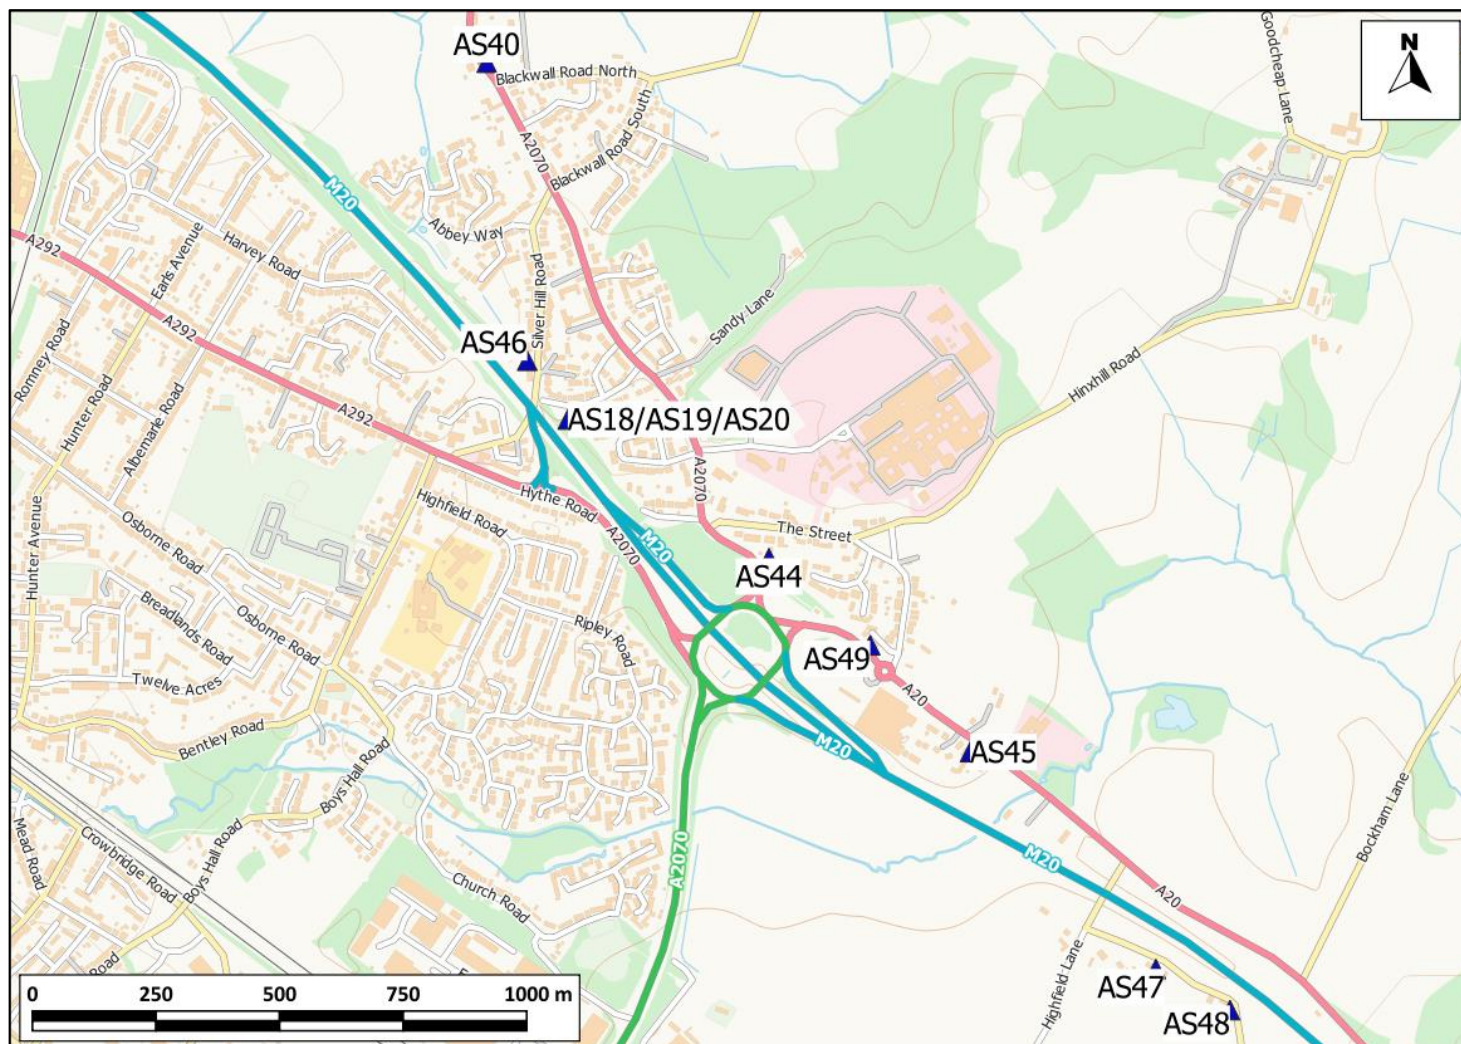 AS40
Blackwall Road North
Goodcheap Lane
N
A2070
Blackwall Road South
M20
Abbey Way
A292
Earls Avenue
Harvey Road
Silver Hill Road
Sandy Lane
A292
AS46
Romney Road
Hunter Road
Albemarle Road
A292
Hinxhill Road
AS18/AS19/AS20
A2070
Hythe Road
Highfield Road
Hunter Avenue
Osborne Road
A2070
M20
The Street
AS44
Breadlands Road
Osborne Road
Ripley Road
AS49
Twelve Acres
A20
Bentley Road
M20
AS45
Boys Hall Road
Mead Road
Crowbridge Road
Boys Hall Road
A2070
M20
Bockham Lane
Church Road
A20
Road
Highfield Lane
AS47
AS48
0 250 500 750 1000 m